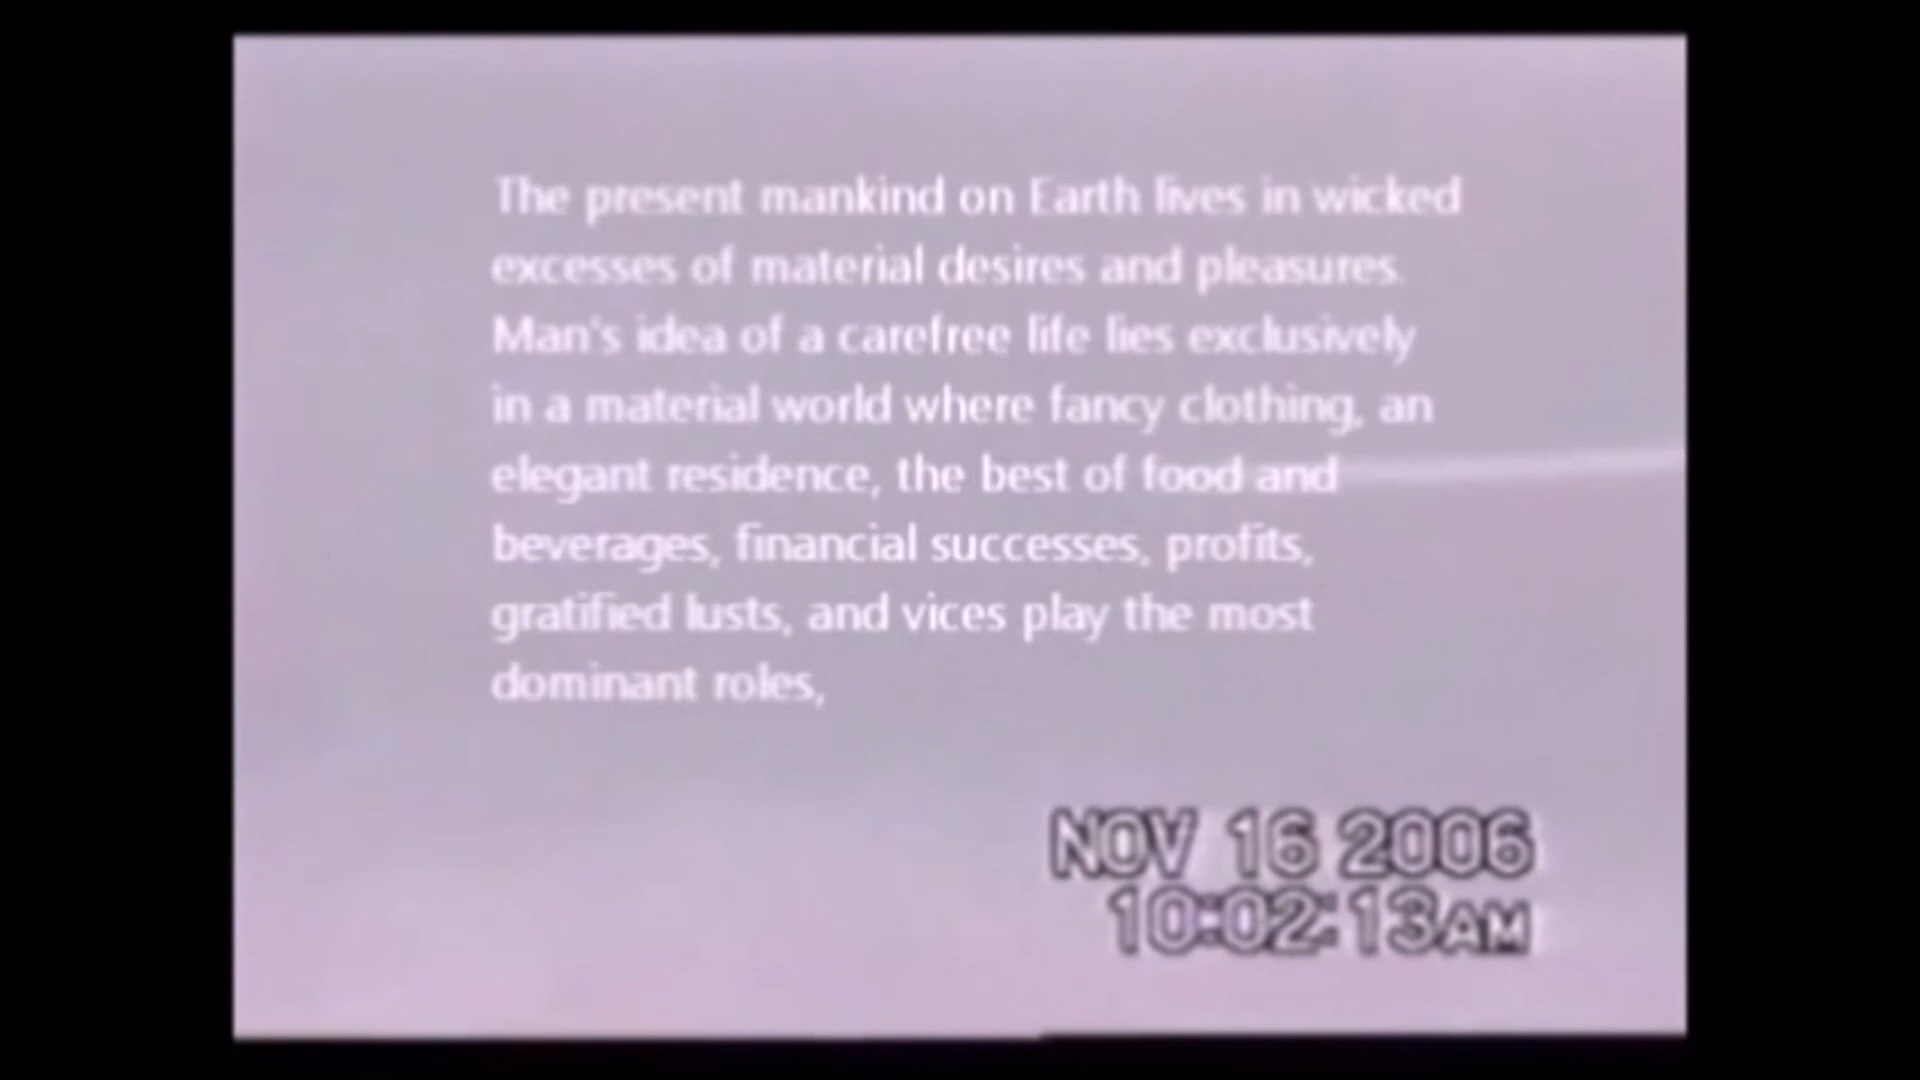 The present mankind on Earth lives in wicked
excesses of material desires and pleasures.
Man's idea of a carefree life lies exclusively
in a material world where fancy clothing, an
elegant residence, the best of food and
beverages, financial successes, profits,
gratified lusts, and vices play the most
dominant roles,
NOV 16 2006
10:02:13AM